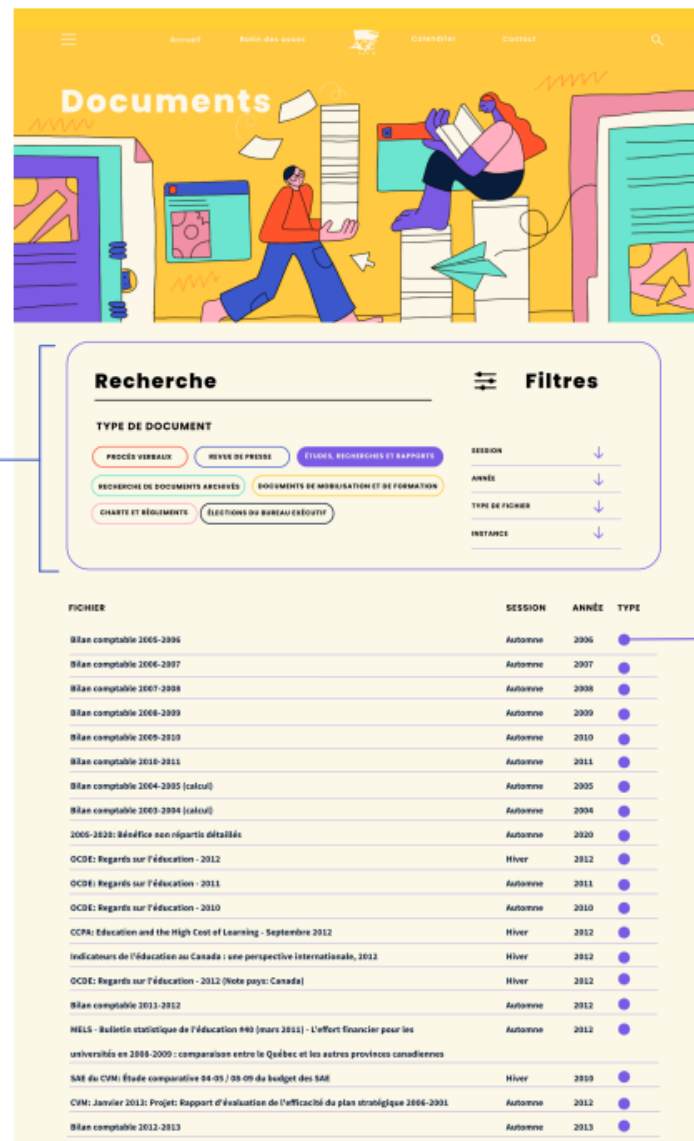 Accueil Bottin des assos AGE Calendrier Contact
Documents
Recherche
Filtres
TYPE DE DOCUMENT
PROCÈS VERBAUX REVUE DE PRESSE ÉTUDES, RECHERCHES ET RAPPORTS
RECHERCHE DE DOCUMENTS ARCHIVÉS DOCUMENTS DE MOBILISATION ET DE FORMATION
CHARTE ET RÈGLEMENTS ÉLECTIONS DU BUREAU EXÉCUTIF
SESSION
ANNÉE
TYPE DE FICHIER
INSTANCE
FICHIER SESSION ANNÉE TYPE
Bilan comptable 2005-2006 Automne 2006
Bilan comptable 2006-2007 Automne 2007
Bilan comptable 2007-2008 Automne 2008
Bilan comptable 2008-2009 Automne 2009
Bilan comptable 2009-2010 Automne 2010
Bilan comptable 2010-2011 Automne 2011
Bilan comptable 2004-2005 (calcul) Automne 2005
Bilan comptable 2003-2004 (calcul) Automne 2004
2005-2020: Bénéfice non répartis détaillés Automne 2020
OCDE: Regards sur l'éducation - 2012 Hiver 2012
OCDE: Regards sur l'éducation - 2011 Automne 2011
OCDE: Regards sur l'éducation - 2010 Automne 2010
CCPA: Education and the High Cost of Learning - Septembre 2012 Hiver 2012
Indicateurs de l'éducation au Canada : une perspective internationale, 2012 Hiver 2012
OCDE: Regards sur l'éducation - 2012 (Note pays: Canada) Hiver 2012
Bilan comptable 2011-2012 Automne 2012
MELS - Bulletin statistique de l'éducation #40 (mars 2011) - L'effort financier pour les Automne 2012
universités en 2008-2009 : comparaison entre le Québec et les autres provinces canadiennes
SAE du CVM: Étude comparative 04-05 / 08-09 du budget des SAE Hiver 2010
CVM: Janvier 2013: Projet: Rapport d'évaluation de l'efficacité du plan stratégique 2006-2001 Automne 2012
Bilan comptable 2012-2013 Automne 2013